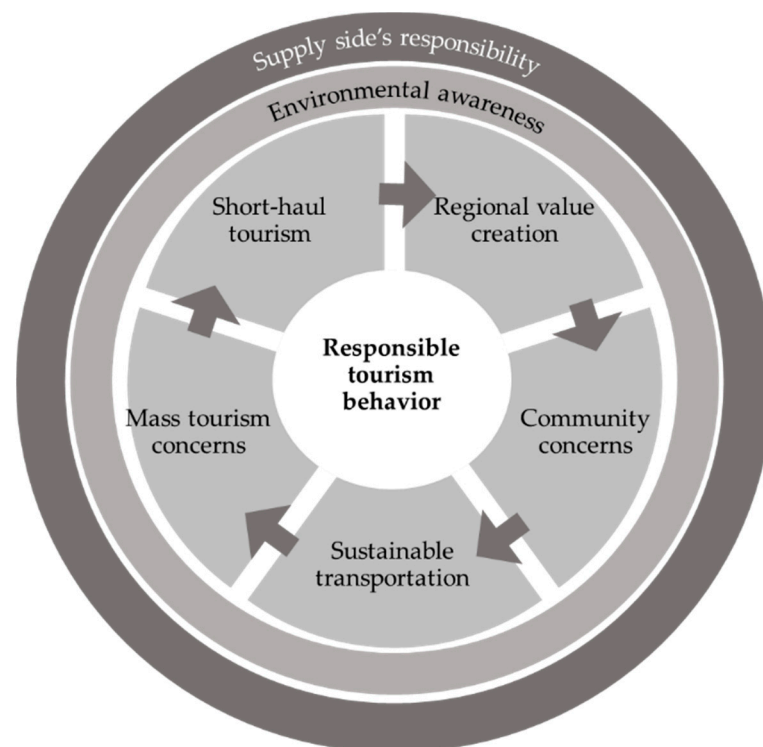 Supply side's responsibility
Environmental awareness
Short-haul
tourism
Regional value
creation
Responsible
tourism
behavior
Mass tourism
concerns
Community
concerns
Sustainable
transportation